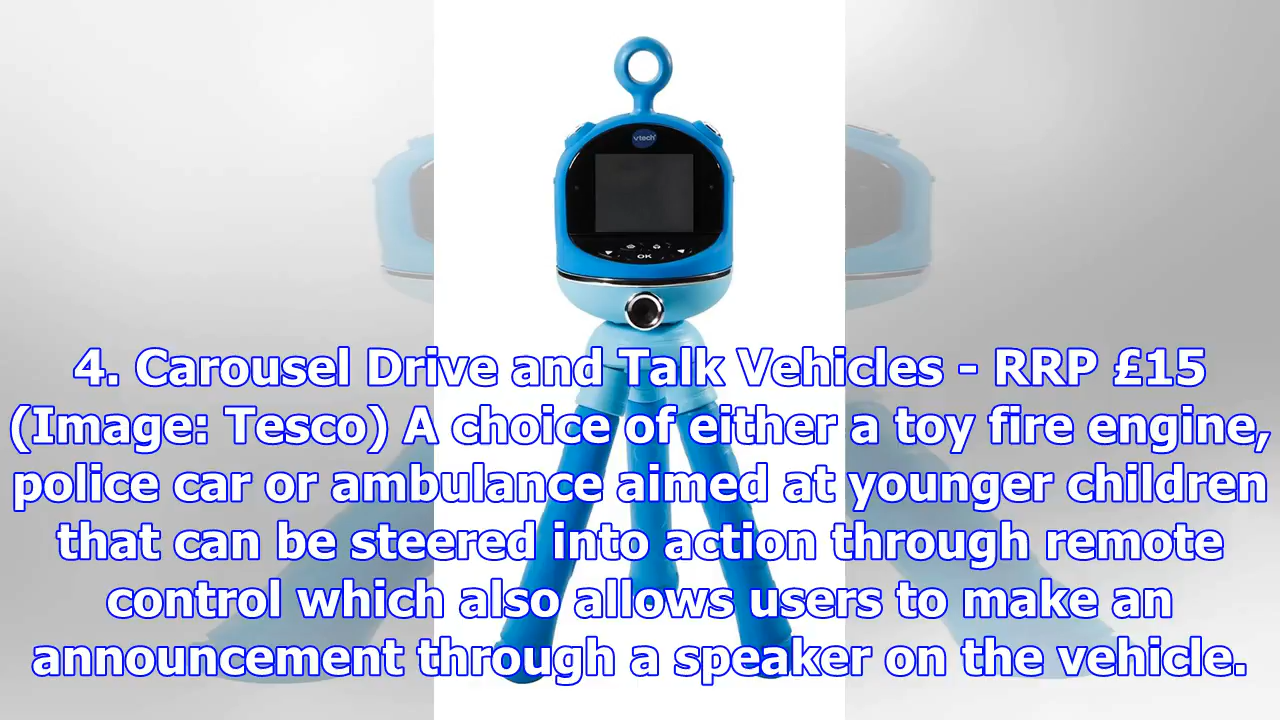 vtech
OK
4. Carousel Drive and Talk Vehicles - RRP £15
(Image: Tesco) A choice of either a toy fire engine,
police car or ambulance aimed at younger children
that can be steered into action through remote
control which also allows users to make an
announcement through a speaker on the vehicle.